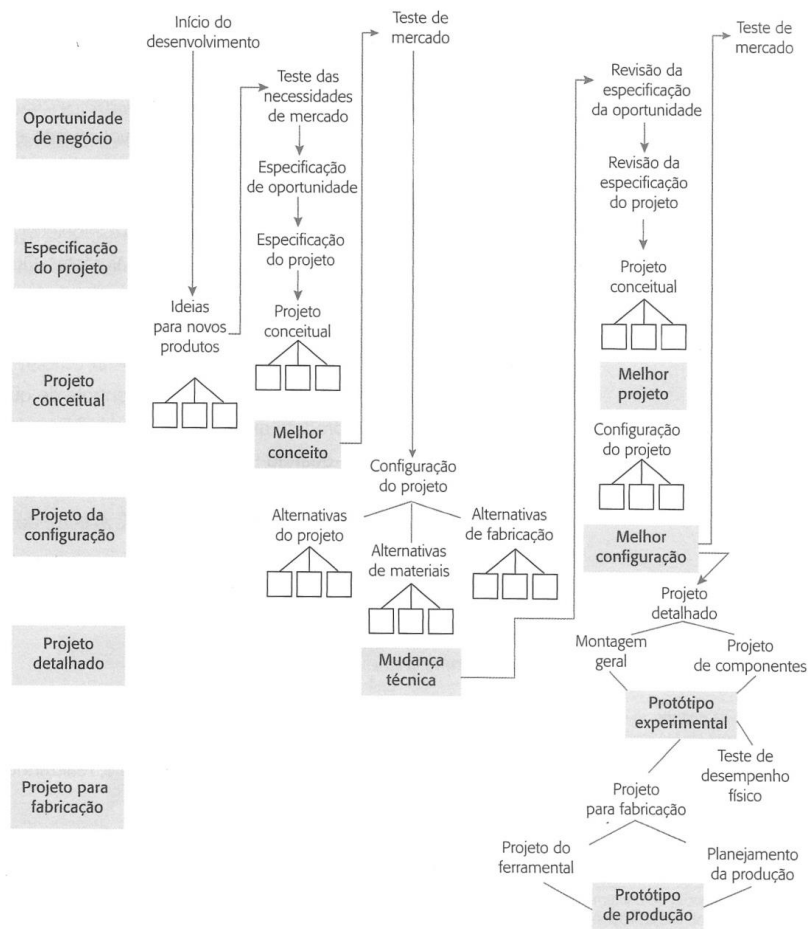 Início do
desenvolvimento
Teste de
mercado
Teste de
mercado
Teste das
necessidades
de mercado
Revisão da
especificação
da oportunidade
Oportunidade
de negócio
Especificação
de oportunidade
Revisão da
especificação
do projeto
Especificação
do projeto
Especificação
do projeto
Projeto
conceitual
Ideias
para novos
produtos
Projeto
conceitual
Projeto
conceitual
Melhor
projeto
Melhor
conceito
Configuração
do projeto
Configuração
do projeto
Projeto da
configuração
Alternativas
do projeto
Alternativas
de materiais
Alternativas
de fabricação
Melhor
configuração
Projeto
detalhado
Projeto
detalhado
Mudança
técnica
Montagem
geral
Projeto
de componentes
Protótipo
experimental
Teste de
desempenho
físico
Projeto para
fabricação
Projeto
para fabricação
Projeto do
ferramental
Planejamento
da produção
Protótipo
de produção